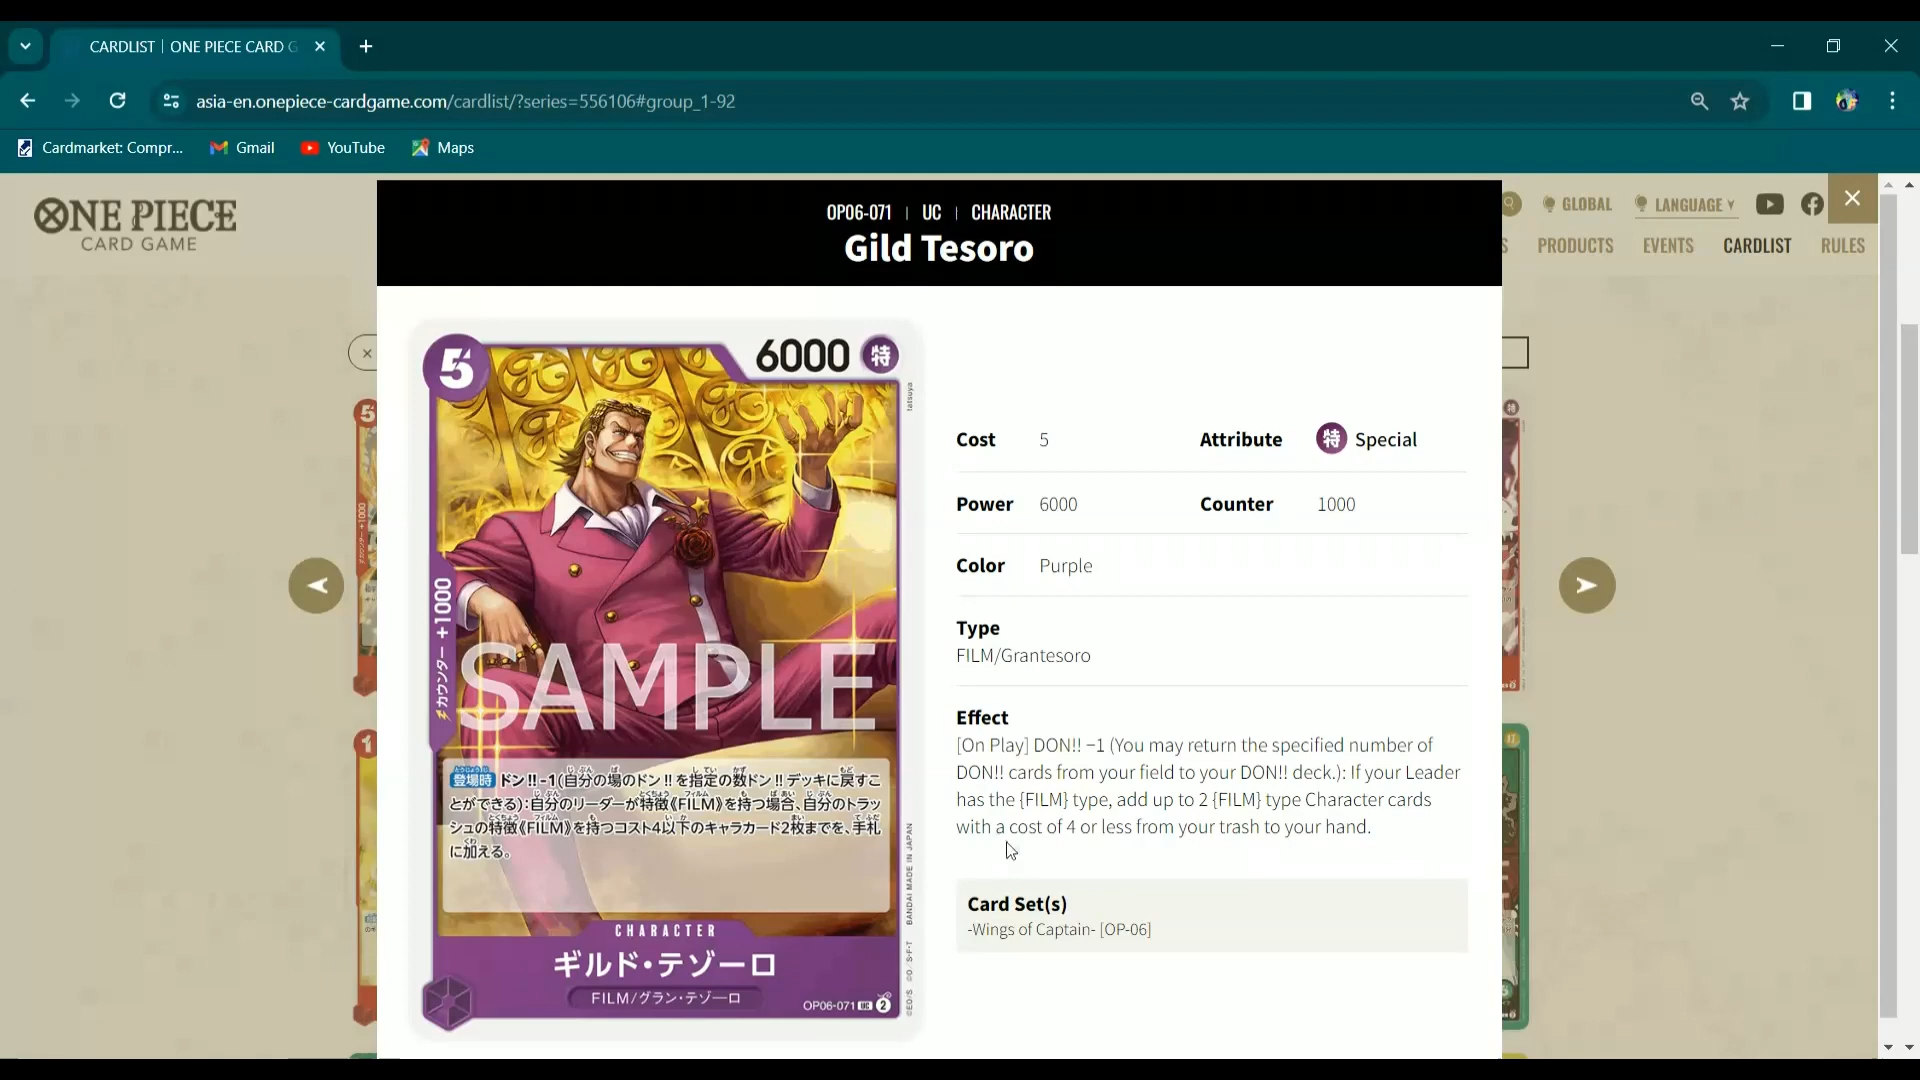 CARDLIST | ONE PIECE CARD G
asia-en.onepiece-cardgame.com/cardlist/?series=556106#group_1-92
Cardmarket: Compr...
Gmail
YouTube
Maps
ONE PIECE
CARD GAME
GLOBAL
LANGUAGE
S
PRODUCTS
EVENTS
CARDLIST
RULES
OP06-071 | UC | CHARACTER
Gild Tesoro
5
6000
特
tatsuya
カウンター +1000
SAMPLE
登場時 ドン!!-1(自分の場のドン!!を指定の数ドン!!デッキに戻すこ
とができる):自分のリーダーが特徴《FILM》を持つ場合、自分のトラッ
シュの特徴《FILM》を持つコスト4以下のキャラカード2枚までを、手札
に加える。
CHARACTER
ギルド・テゾーロ
FILM/グラン・テゾーロ
OP06-071 UC 2
BANDAI MADE IN JAPAN
Cost 5
Attribute 特 Special
Power 6000
Counter 1000
Color Purple
Type
FILM/Grantesoro
Effect
[On Play] DON!! −1 (You may return the specified number of
DON!! cards from your field to your DON!! deck.): If your Leader
has the {FILM} type, add up to 2 {FILM} type Character cards
with a cost of 4 or less from your trash to your hand.
Card Set(s)
-Wings of Captain- [OP-06]
5
1